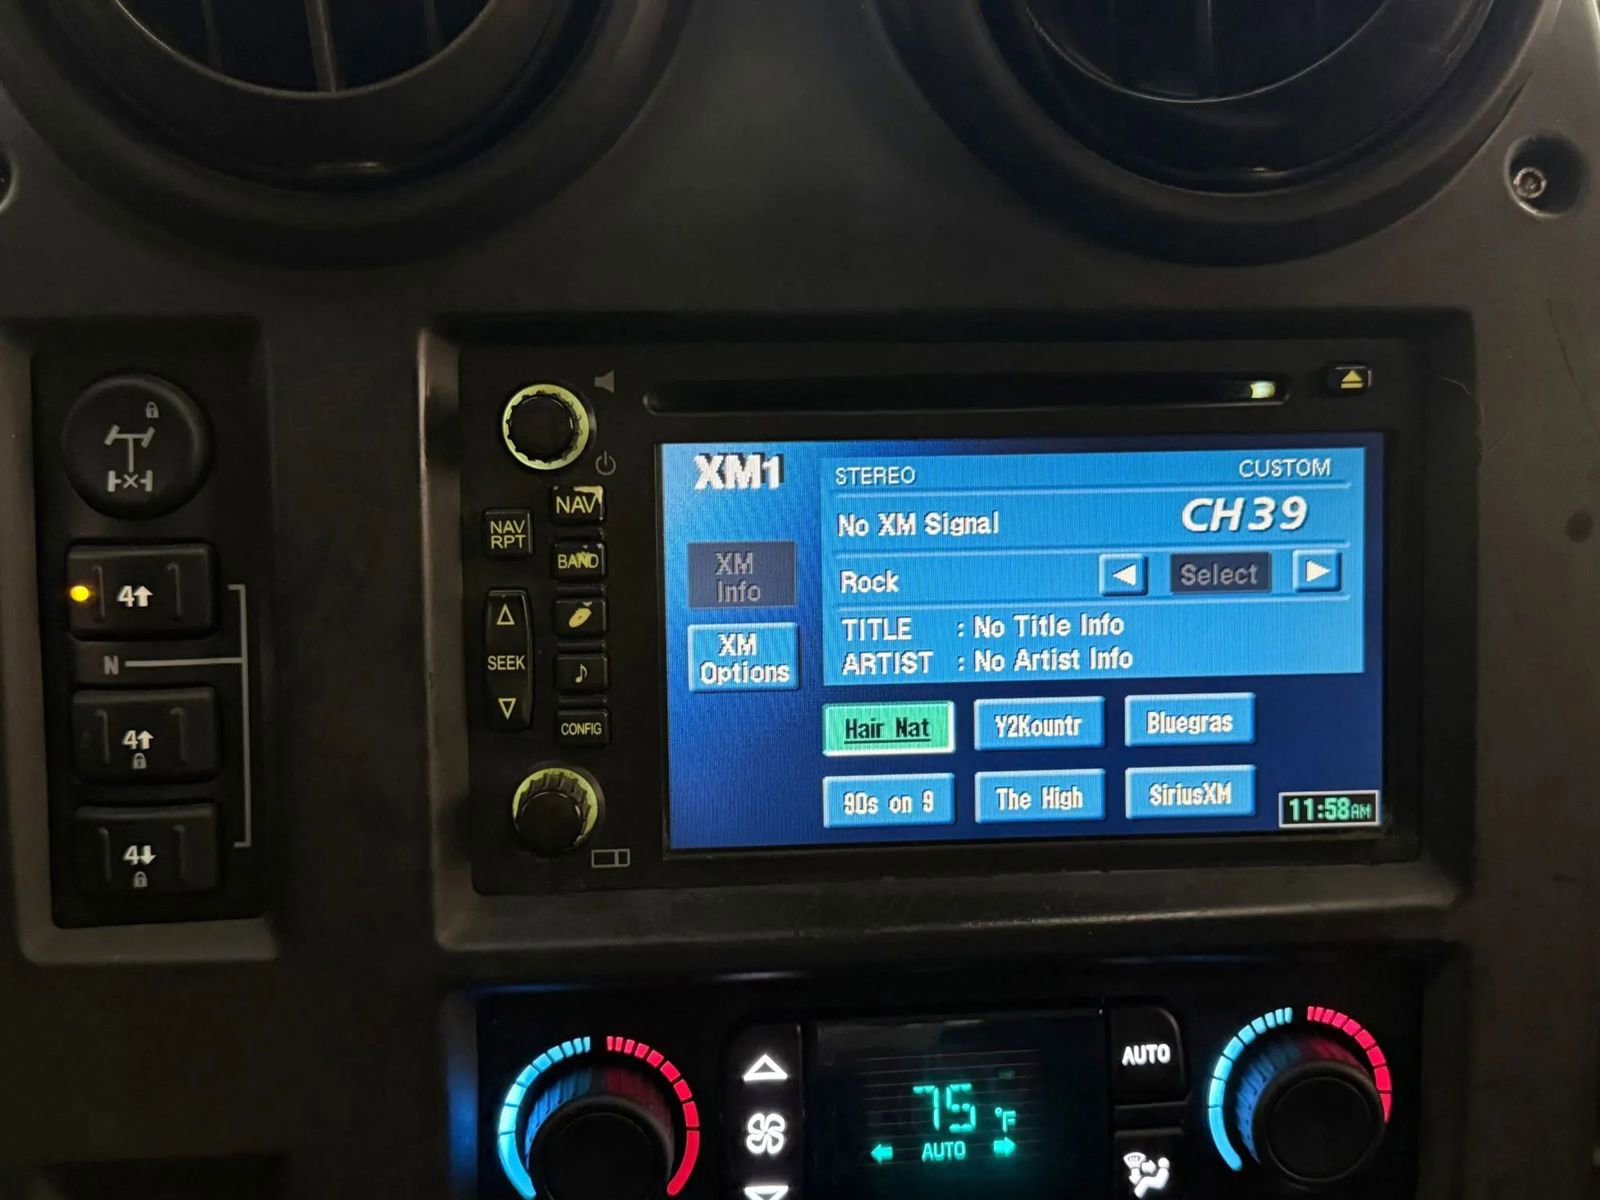 4↑
N
4↑
4↓
NAV
NAV
RPT
BAND
SEEK
CONFIG
XM1
STEREO
CUSTOM
No XM Signal
CH39
Rock
Select
XM
Info
XM
Options
TITLE : No Title Info
ARTIST : No Artist Info
Hair Nat
Y2Kountr
Bluegras
90s on 9
The High
SiriusXM
11:58AM
75 °F
AUTO
AUTO